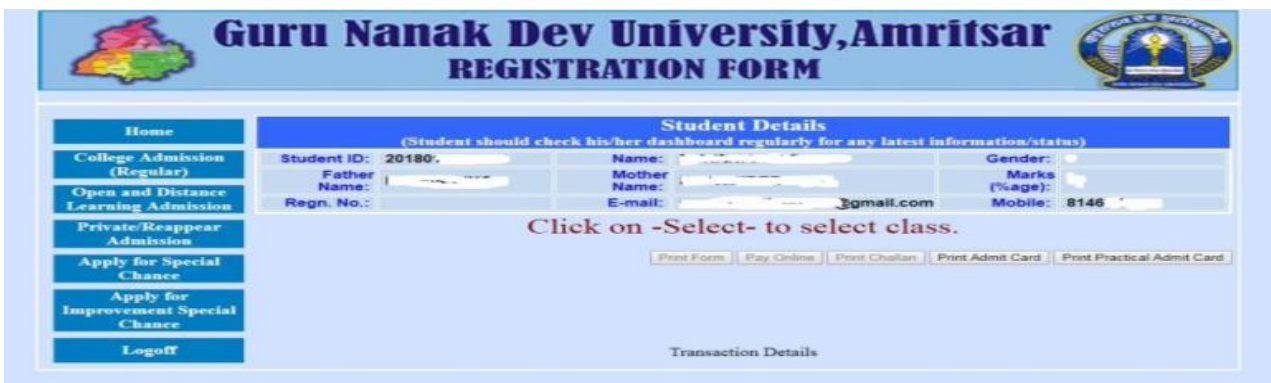 Guru Nanak Dev University,Amritsar
REGISTRATION FORM
Home
College Admission
(Regular)
Open and Distance
Learning Admission
Private/Reappear
Admission
Apply for Special
Chance
Apply for
Improvement Special
Chance
Logoff
Student Details
(Student should check his/her dashboard regularly for any latest information/status)
Student ID: 20180 Name: Gender:
Father Name: Mother Name: Marks (%age):
Regn. No.: E-mail: @gmail.com Mobile: 8146
Click on -Select- to select class.
Print Form Pay Online Print Challan Print Admit Card Print Practical Admit Card
Transaction Details